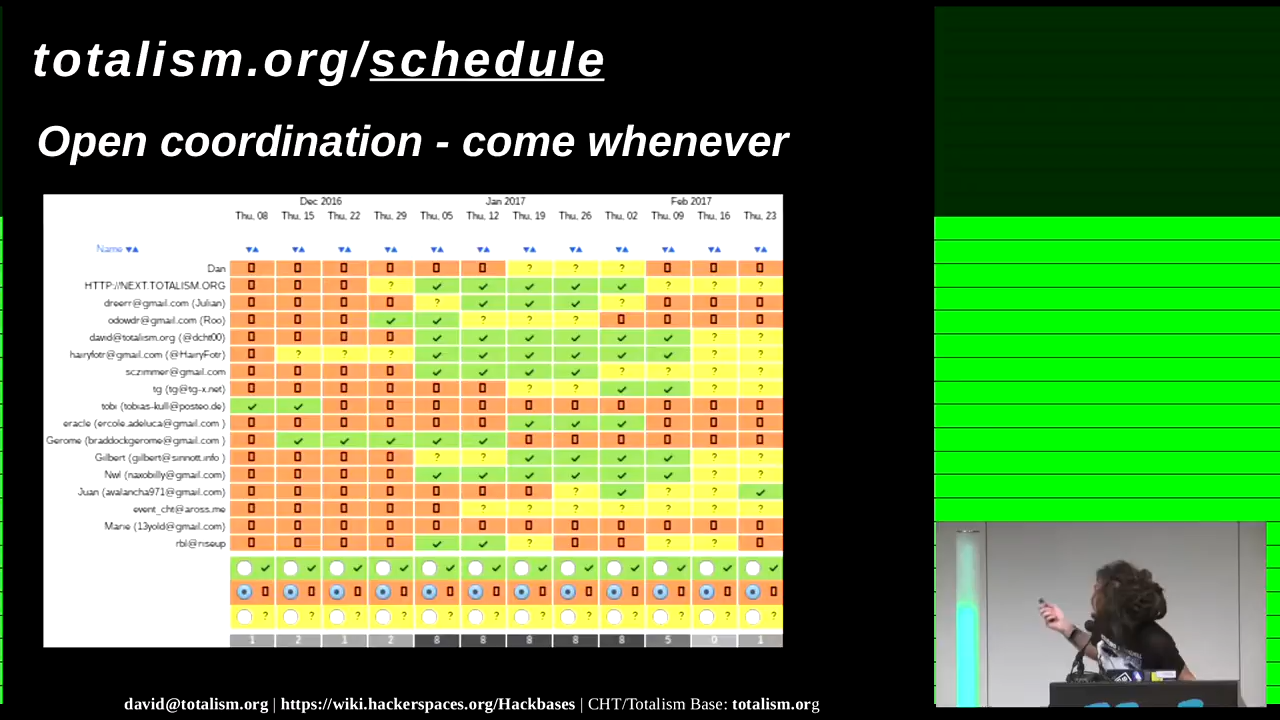 totalism.org/schedule
Open coordination - come whenever
Dec 2016 Jan 2017 Feb 2017
Thu, 08 Thu, 15 Thu, 22 Thu, 29 Thu, 05 Thu, 12 Thu, 19 Thu, 26 Thu, 02 Thu, 09 Thu, 16 Thu, 23
Name ▼▲ ▼▲ ▼▲ ▼▲ ▼▲ ▼▲ ▼▲ ▼▲ ▼▲ ▼▲ ▼▲ ▼▲ ▼▲
Dan ? ? ?
HTTP://NEXT.TOTALISM.ORG ? ✓ ✓ ✓ ✓ ✓ ? ? ?
dreerr@gmail.com (Julian) ? ✓ ✓ ✓ ?
odowdr@gmail.com (Roo) ✓ ✓ ? ? ?
david@totalism.org (@dcht00) ✓ ✓ ✓ ✓ ✓ ✓ ? ?
hairyfotr@gmail.com (@HairyFotr) ? ? ? ✓ ✓ ✓ ✓ ✓ ✓ ? ?
sczimmer@gmail.com ✓ ✓ ✓ ✓ ? ? ? ?
tg (tg@tg-x.net) ? ? ✓ ✓ ? ?
tobi (tobias-kull@posteo.de) ✓ ✓
eracle (ercole.adeluca@gmail.com ) ✓ ✓ ✓
Gerome (braddockgerome@gmail.com ) ✓ ✓ ✓ ✓ ✓
Gilbert (gilbert@sinnott.info ) ? ? ✓ ✓ ✓ ✓ ? ?
Nwl (naxobilly@gmail.com) ✓ ✓ ✓ ✓ ✓ ✓ ? ?
Juan (avalancha971@gmail.com) ? ✓ ? ? ✓
event_cht@aross.me ? ? ? ? ? ? ?
Marie (13yold@gmail.com)
rbl@riseup ✓ ✓ ? ? ?
✓ ✓ ✓ ✓ ✓ ✓ ✓ ✓ ✓ ✓ ✓ ✓
? ? ? ? ? ? ? ? ? ? ? ?
1 2 1 2 8 8 8 8 8 5 0 1
david@totalism.org | https://wiki.hackerspaces.org/Hackbases | CHT/Totalism Base: totalism.org